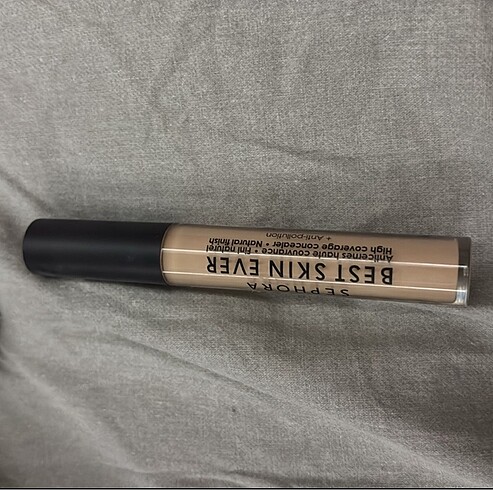 SEPHORA
BEST SKIN EVER
Anticernes haute couvrance • Fini naturel
High coverage concealer • Natural finish
+ Anti-pollution